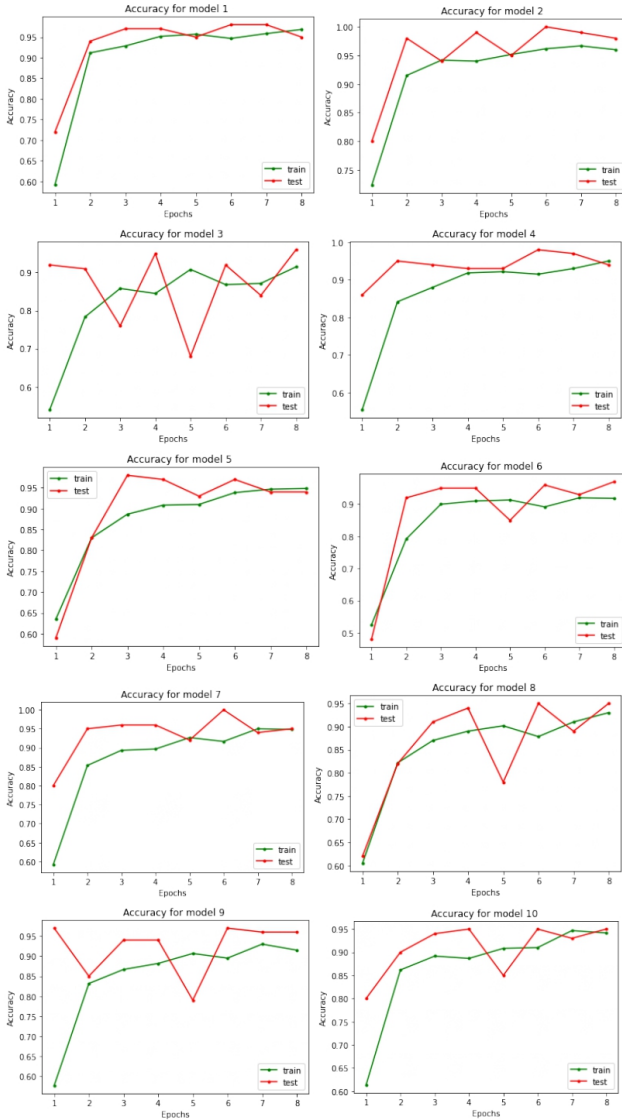 Accuracy for model 1
0.95
0.90
0.85
0.80
0.75
0.70
0.65
0.60
Accuracy
train
test
1 2 3 4 5 6 7 8
Epochs
Accuracy for model 2
1.00
0.95
0.90
0.85
0.80
0.75
Accuracy
train
test
1 2 3 4 5 6 7 8
Epochs
Accuracy for model 3
0.9
0.8
0.7
0.6
Accuracy
train
test
1 2 3 4 5 6 7 8
Epochs
Accuracy for model 4
1.0
0.9
0.8
0.7
0.6
Accuracy
train
test
1 2 3 4 5 6 7 8
Epochs
Accuracy for model 5
train
test
0.95
0.90
0.85
0.80
0.75
0.70
0.65
0.60
Accuracy
1 2 3 4 5 6 7 8
Epochs
Accuracy for model 6
0.9
0.8
0.7
0.6
0.5
Accuracy
train
test
1 2 3 4 5 6 7 8
Epochs
Accuracy for model 7
1.00
0.95
0.90
0.85
0.80
0.75
0.70
0.65
0.60
Accuracy
train
test
1 2 3 4 5 6 7 8
Epochs
Accuracy for model 8
train
test
0.95
0.90
0.85
0.80
0.75
0.70
0.65
0.60
Accuracy
1 2 3 4 5 6 7 8
Epochs
Accuracy for model 9
0.95
0.90
0.85
0.80
0.75
0.70
0.65
0.60
Accuracy
train
test
1 2 3 4 5 6 7 8
Epochs
Accuracy for model 10
0.95
0.90
0.85
0.80
0.75
0.70
0.65
0.60
Accuracy
train
test
1 2 3 4 5 6 7 8
Epochs